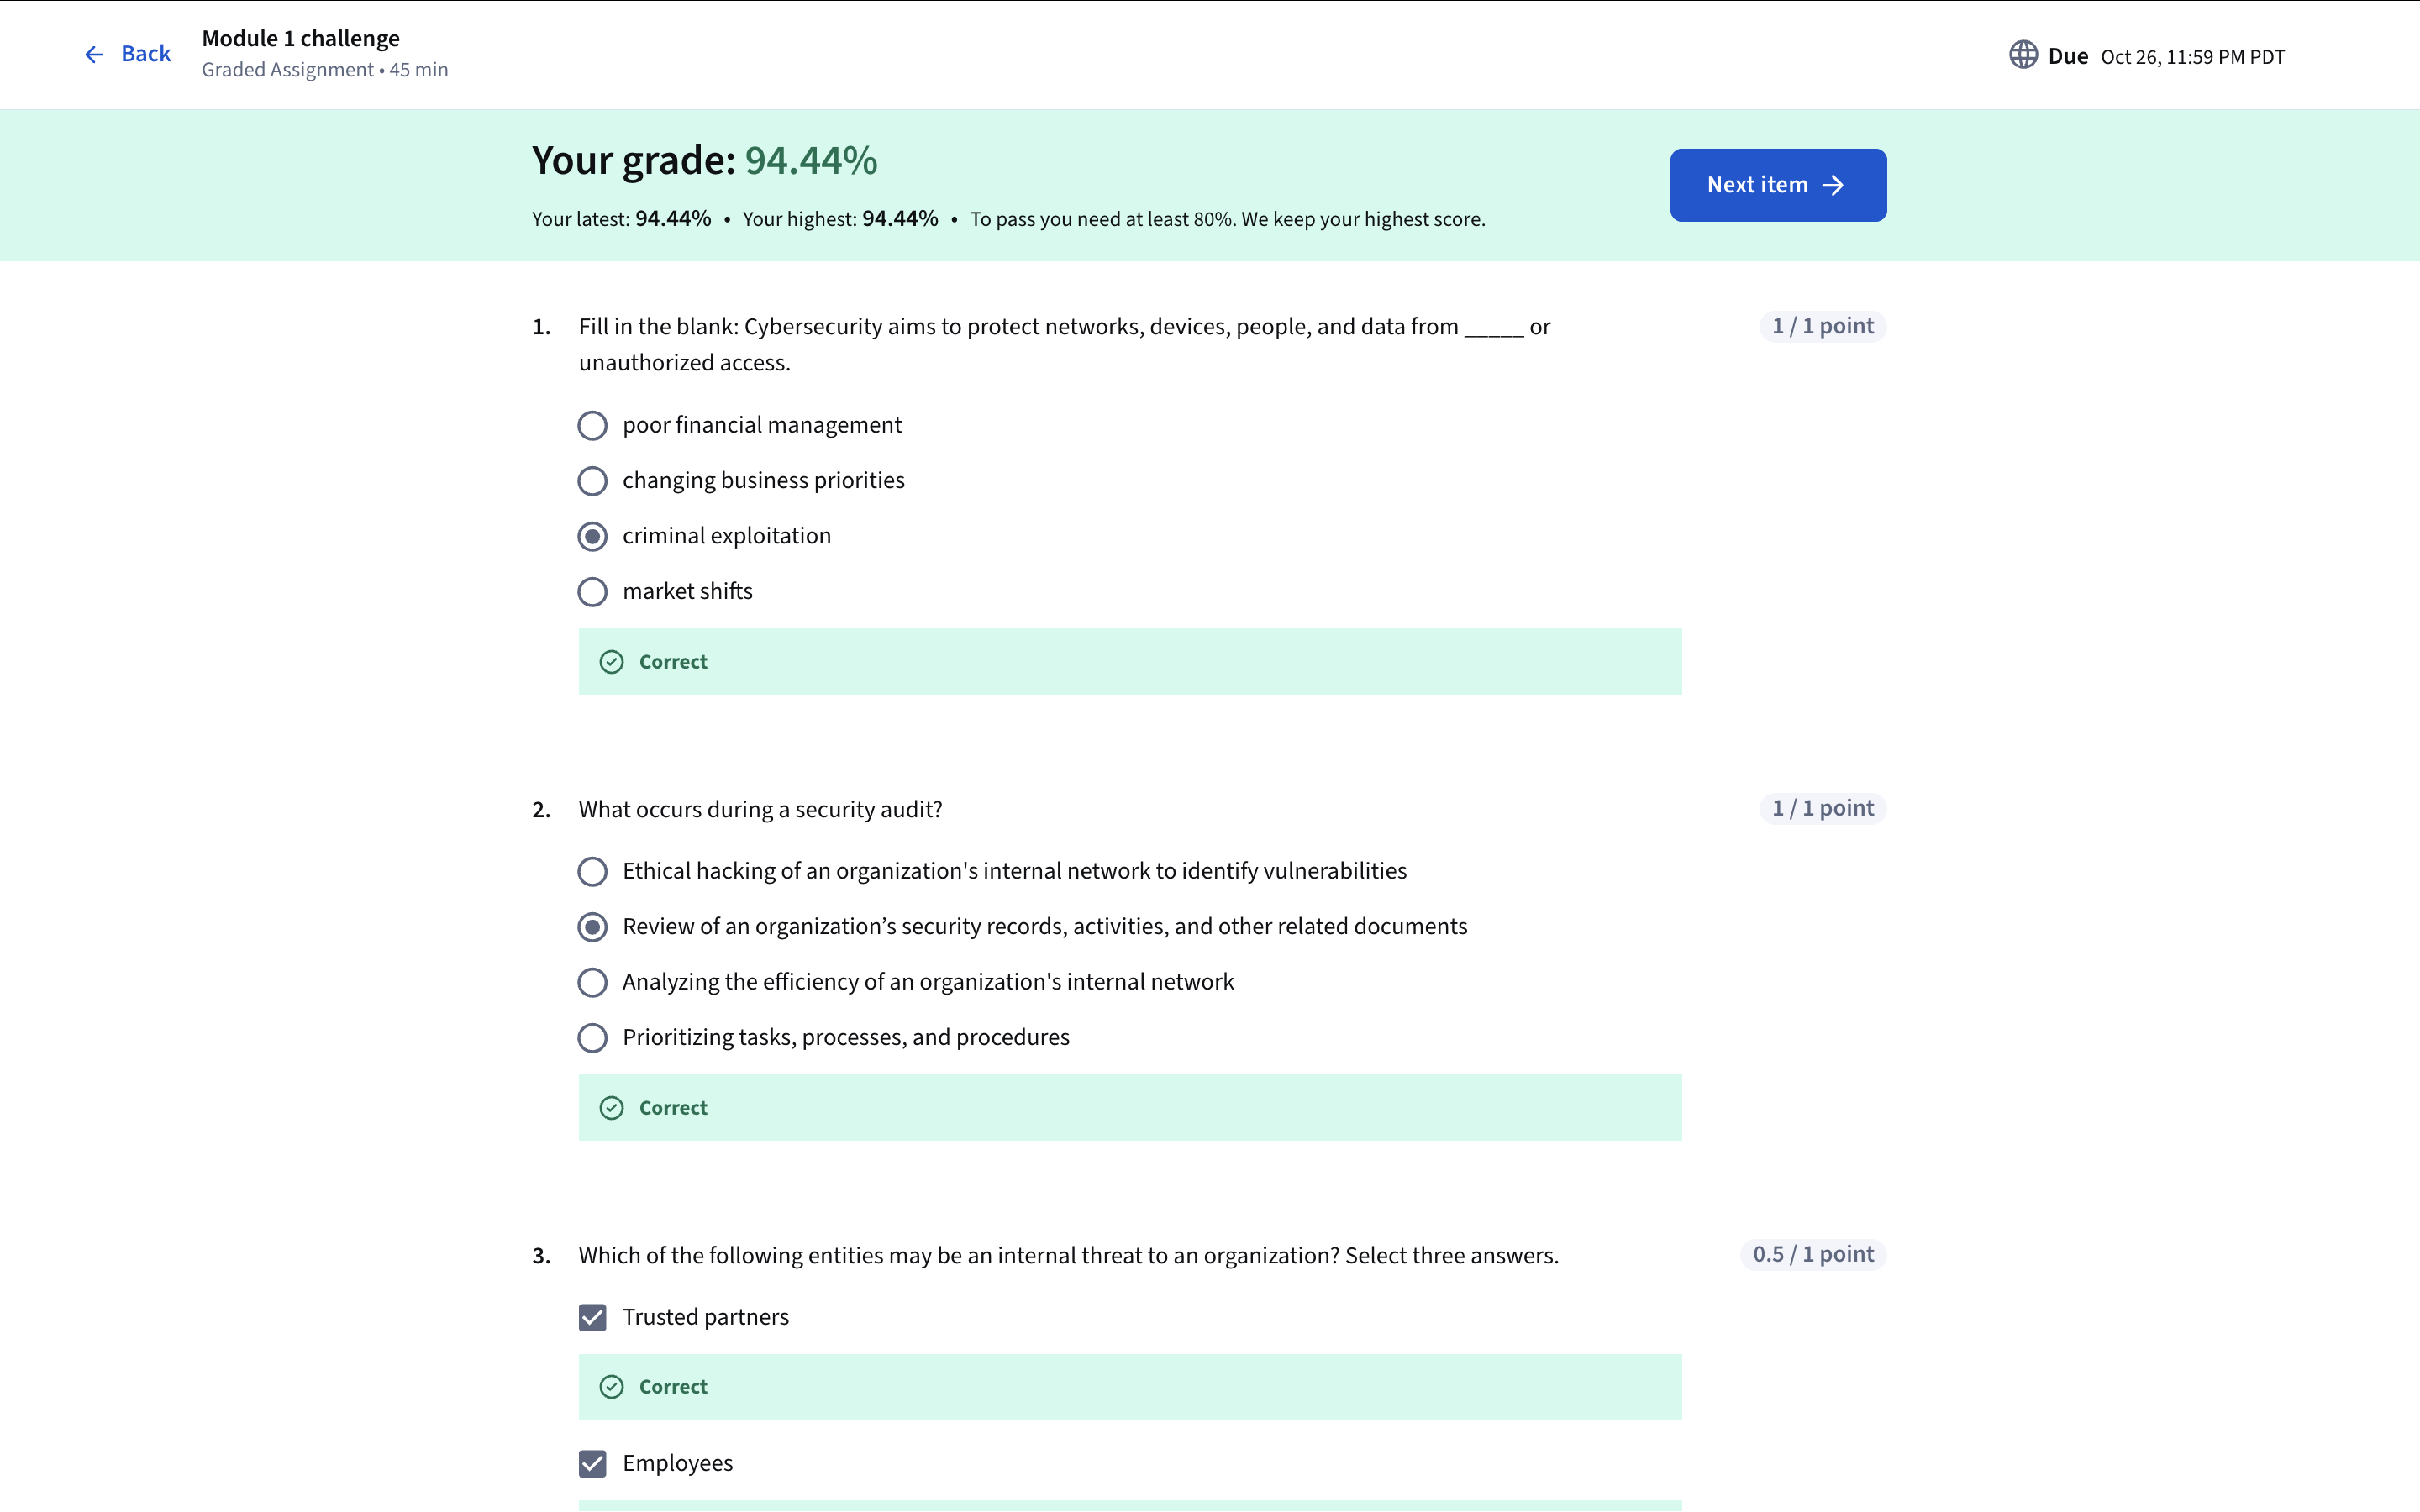 Back
Module 1 challenge
Graded Assignment • 45 min
Due Oct 26, 11:59 PM PDT
Your grade: 94.44%
Your latest: 94.44% • Your highest: 94.44% • To pass you need at least 80%. We keep your highest score.
Next item
1. Fill in the blank: Cybersecurity aims to protect networks, devices, people, and data from _____ or
unauthorized access.
1 / 1 point
poor financial management
changing business priorities
criminal exploitation
market shifts
Correct
2. What occurs during a security audit?
1 / 1 point
Ethical hacking of an organization's internal network to identify vulnerabilities
Review of an organization’s security records, activities, and other related documents
Analyzing the efficiency of an organization's internal network
Prioritizing tasks, processes, and procedures
Correct
3. Which of the following entities may be an internal threat to an organization? Select three answers.
0.5 / 1 point
Trusted partners
Correct
Employees